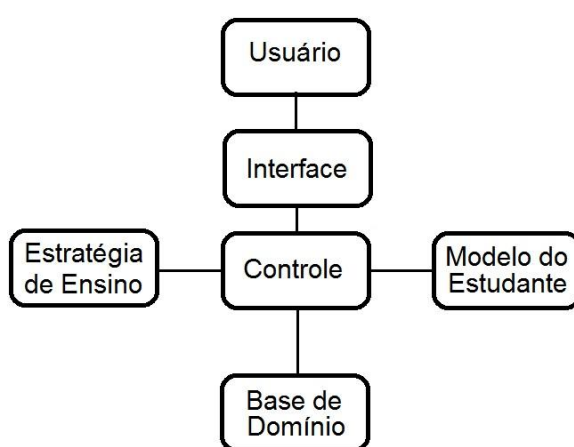 Usuário
Interface
Estratégia
de Ensino
Controle
Modelo do
Estudante
Base de
Domínio